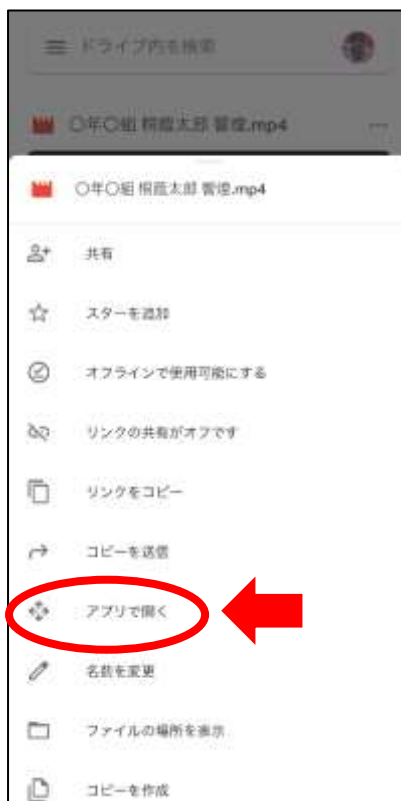 ドライブ内を検索
〇年〇組 桐蔭太郎 .mp4
〇年〇組 桐蔭太郎 .mp4
共有
スターを追加
オフラインで使用可能にする
リンクの共有がオフです
リンクをコピー
コピーを送信
アプリで開く
名前を変更
ファイルの場所を表示
コピーを作成